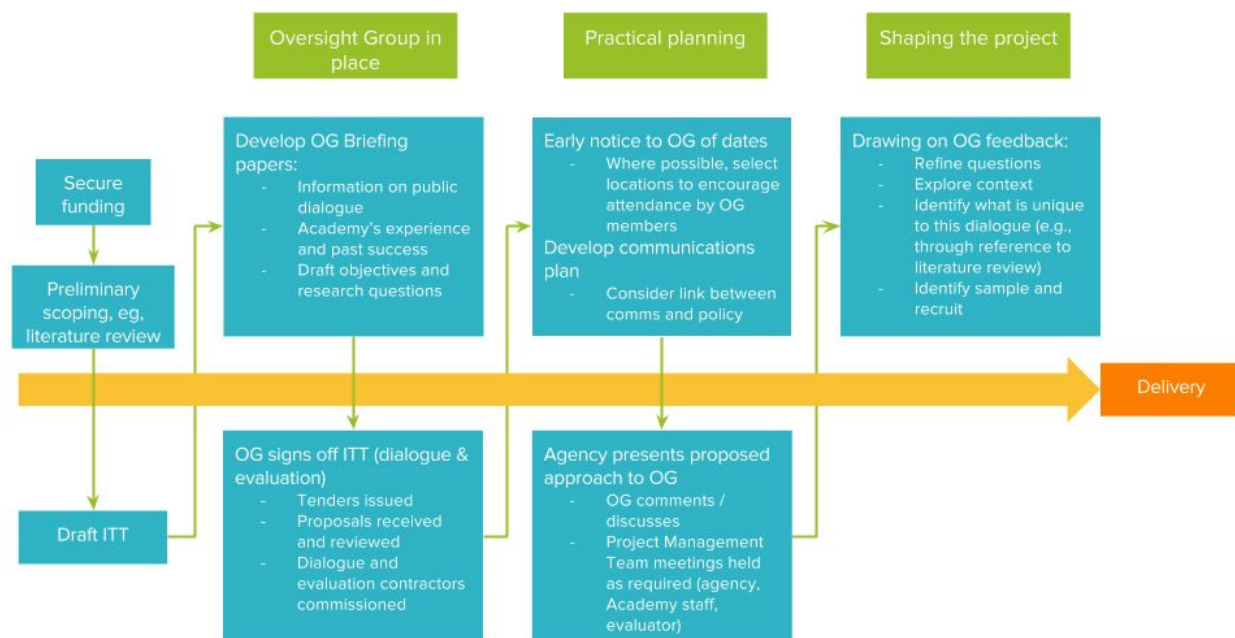 Oversight Group in
place
Practical planning
Shaping the project
Secure
funding
Preliminary
scoping, eg,
literature review
Draft ITT
Develop OG Briefing
papers:
- Information on public
dialogue
- Academy's experience
and past success
- Draft objectives and
research questions
OG signs off ITT (dialogue &
evaluation)
- Tenders issued
- Proposals received
and reviewed
- Dialogue and
evaluation contractors
commissioned
Early notice to OG of dates
- Where possible, select
locations to encourage
attendance by OG
members
Develop communications
plan
- Consider link between
comms and policy
Agency presents proposed
approach to OG
- OG comments /
discusses
- Project Management
Team meetings held
as required (agency,
Academy staff,
evaluator)
Drawing on OG feedback:
- Refine questions
- Explore context
- Identify what is unique
to this dialogue (e.g.,
through reference to
literature review)
- Identify sample and
recruit
Delivery